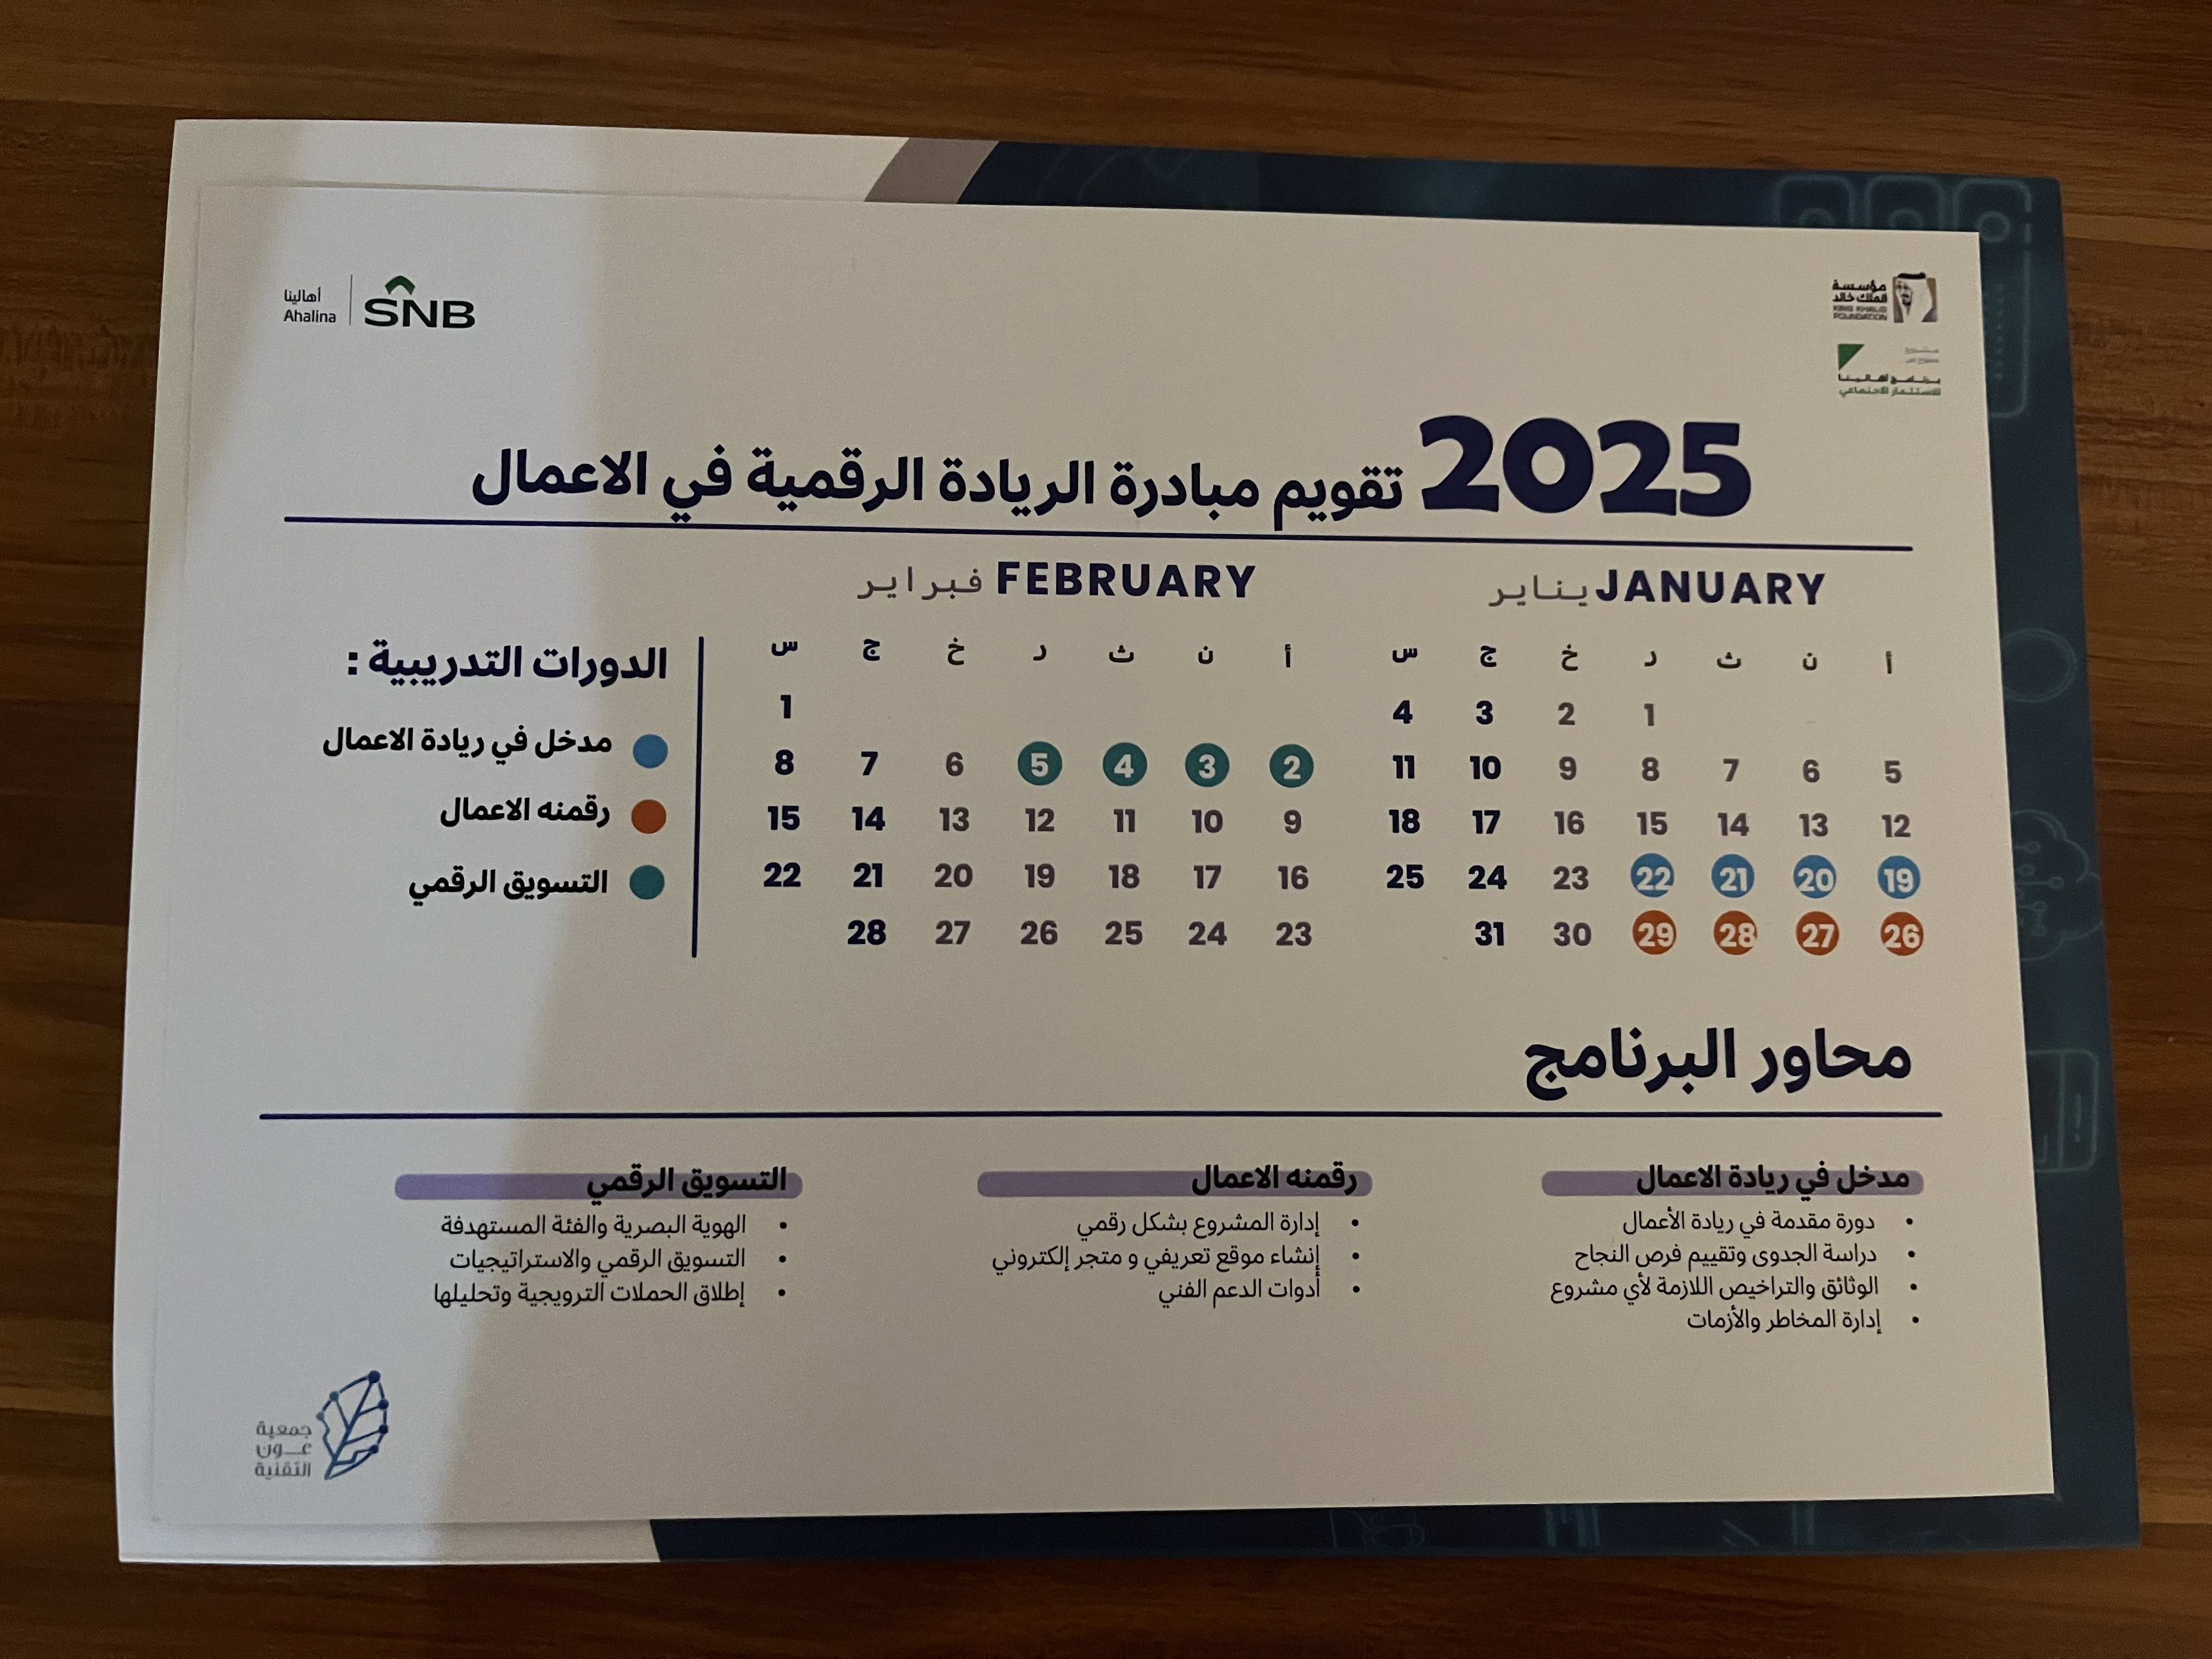 أهالينا
Ahalina
SNB
مؤسسة
الملك خالد
KING KHALID
FOUNDATION
برنامج أهالينا
للاستثمار الاجتماعي
2025 تقويم مبادرة الريادة الرقمية في الاعمال
JANUARY يناير
أ ن ث ر خ ج س
1 2 3 4
5 6 7 8 9 10 11
12 13 14 15 16 17 18
19 20 21 22 23 24 25
26 27 28 29 30 31
FEBRUARY فبراير
أ ن ث ر خ ج س
1
2 3 4 5 6 7 8
9 10 11 12 13 14 15
16 17 18 19 20 21 22
23 24 25 26 27 28
الدورات التدريبية :
مدخل في ريادة الاعمال
رقمنه الاعمال
التسويق الرقمي
محاور البرنامج
مدخل في ريادة الاعمال
• دورة مقدمة في ريادة الأعمال
• دراسة الجدوى وتقييم فرص النجاح
• الوثائق والتراخيص اللازمة لأي مشروع
• إدارة المخاطر والأزمات
رقمنه الاعمال
• إدارة المشروع بشكل رقمي
• إنشاء موقع تعريفي و متجر إلكتروني
• أدوات الدعم الفني
التسويق الرقمي
• الهوية البصرية والفئة المستهدفة
• التسويق الرقمي والاستراتيجيات
• إطلاق الحملات الترويجية وتحليلها
جمعية
عــون
التقنية